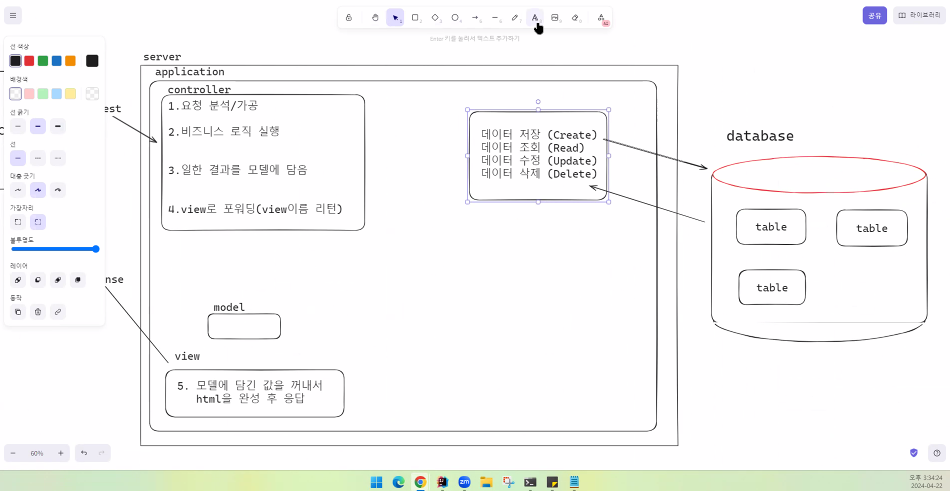 Enter 키를 눌러서 텍스트 추가하기
공유
라이브러리
선 색상
배경색
선 굵기
선
대충 긋기
가장자리
불투명도
레이어
동작
60%
server
application
controller
1.요청 분석/가공
2.비즈니스 로직 실행
3.일한 결과를 모델에 담음
4.view로 포워딩(view이름 리턴)
데이터 저장 (Create)
데이터 조회 (Read)
데이터 수정 (Update)
데이터 삭제 (Delete)
database
table
table
table
est
nse
model
view
5. 모델에 담긴 값을 꺼내서
html을 완성 후 응답
오후 3:34:24
2024-04-22